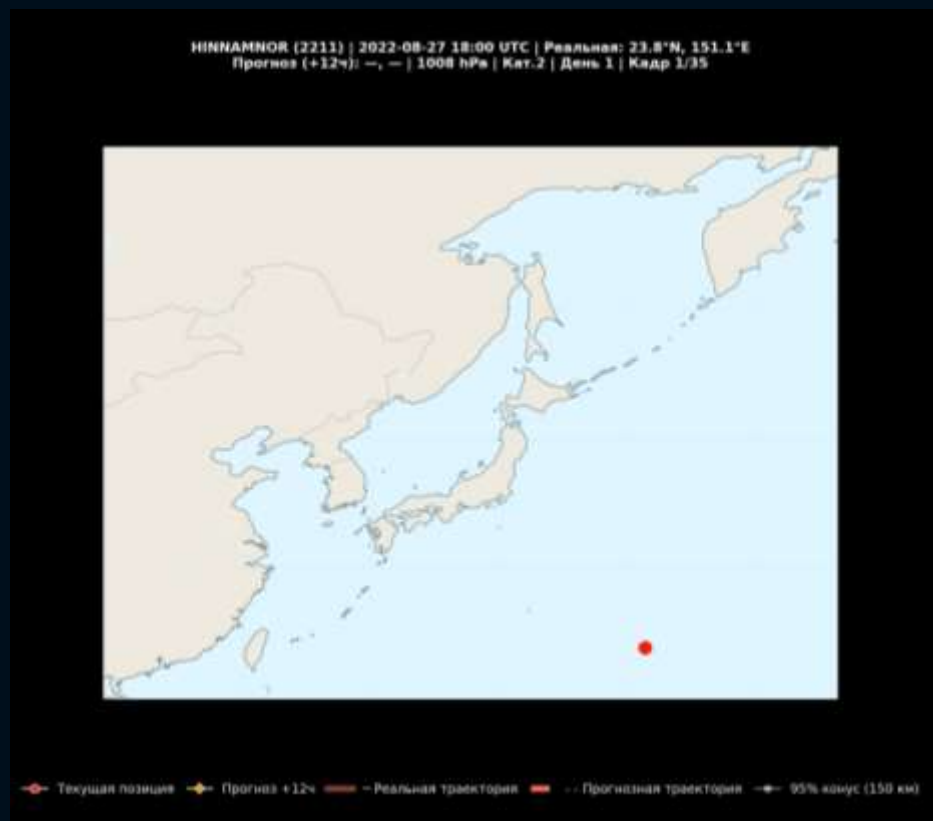 HINNAMNOR (2211) | 2022-08-27 18:00 UTC | Реальная: 23.8°N, 151.1°E
Прогноз (+12ч): —, — | 1008 hPa | Кат.2 | День 1 | Кадр 1/35
Текущая позиция Прогноз +12ч Реальная траектория Прогнозная траектория 95% конус (150 км)